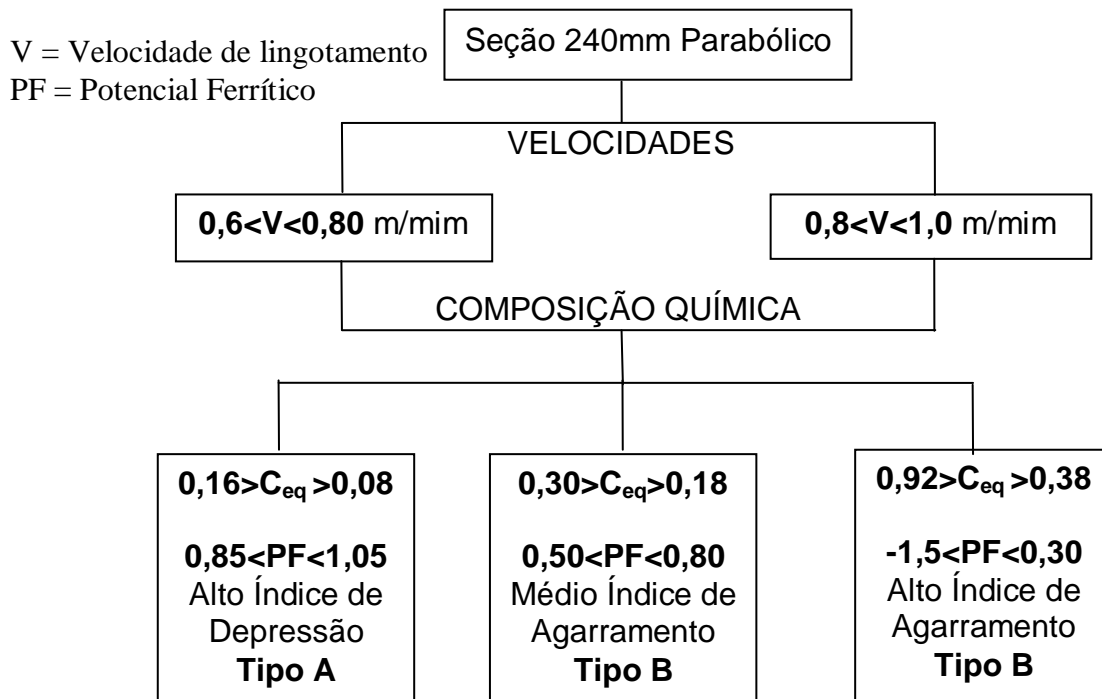 V = Velocidade de lingotamento
PF = Potencial Ferrítico
Seção 240mm Parabólico
VELOCIDADES
0,6<V<0,80 m/mim
0,8<V<1,0 m/mim
COMPOSIÇÃO QUÍMICA
0,16>Ceq >0,08
0,85<PF<1,05
Alto Índice de
Depressão
Tipo A
0,30>Ceq>0,18
0,50<PF<0,80
Médio Índice de
Agarramento
Tipo B
0,92>Ceq >0,38
-1,5<PF<0,30
Alto Índice de
Agarramento
Tipo B